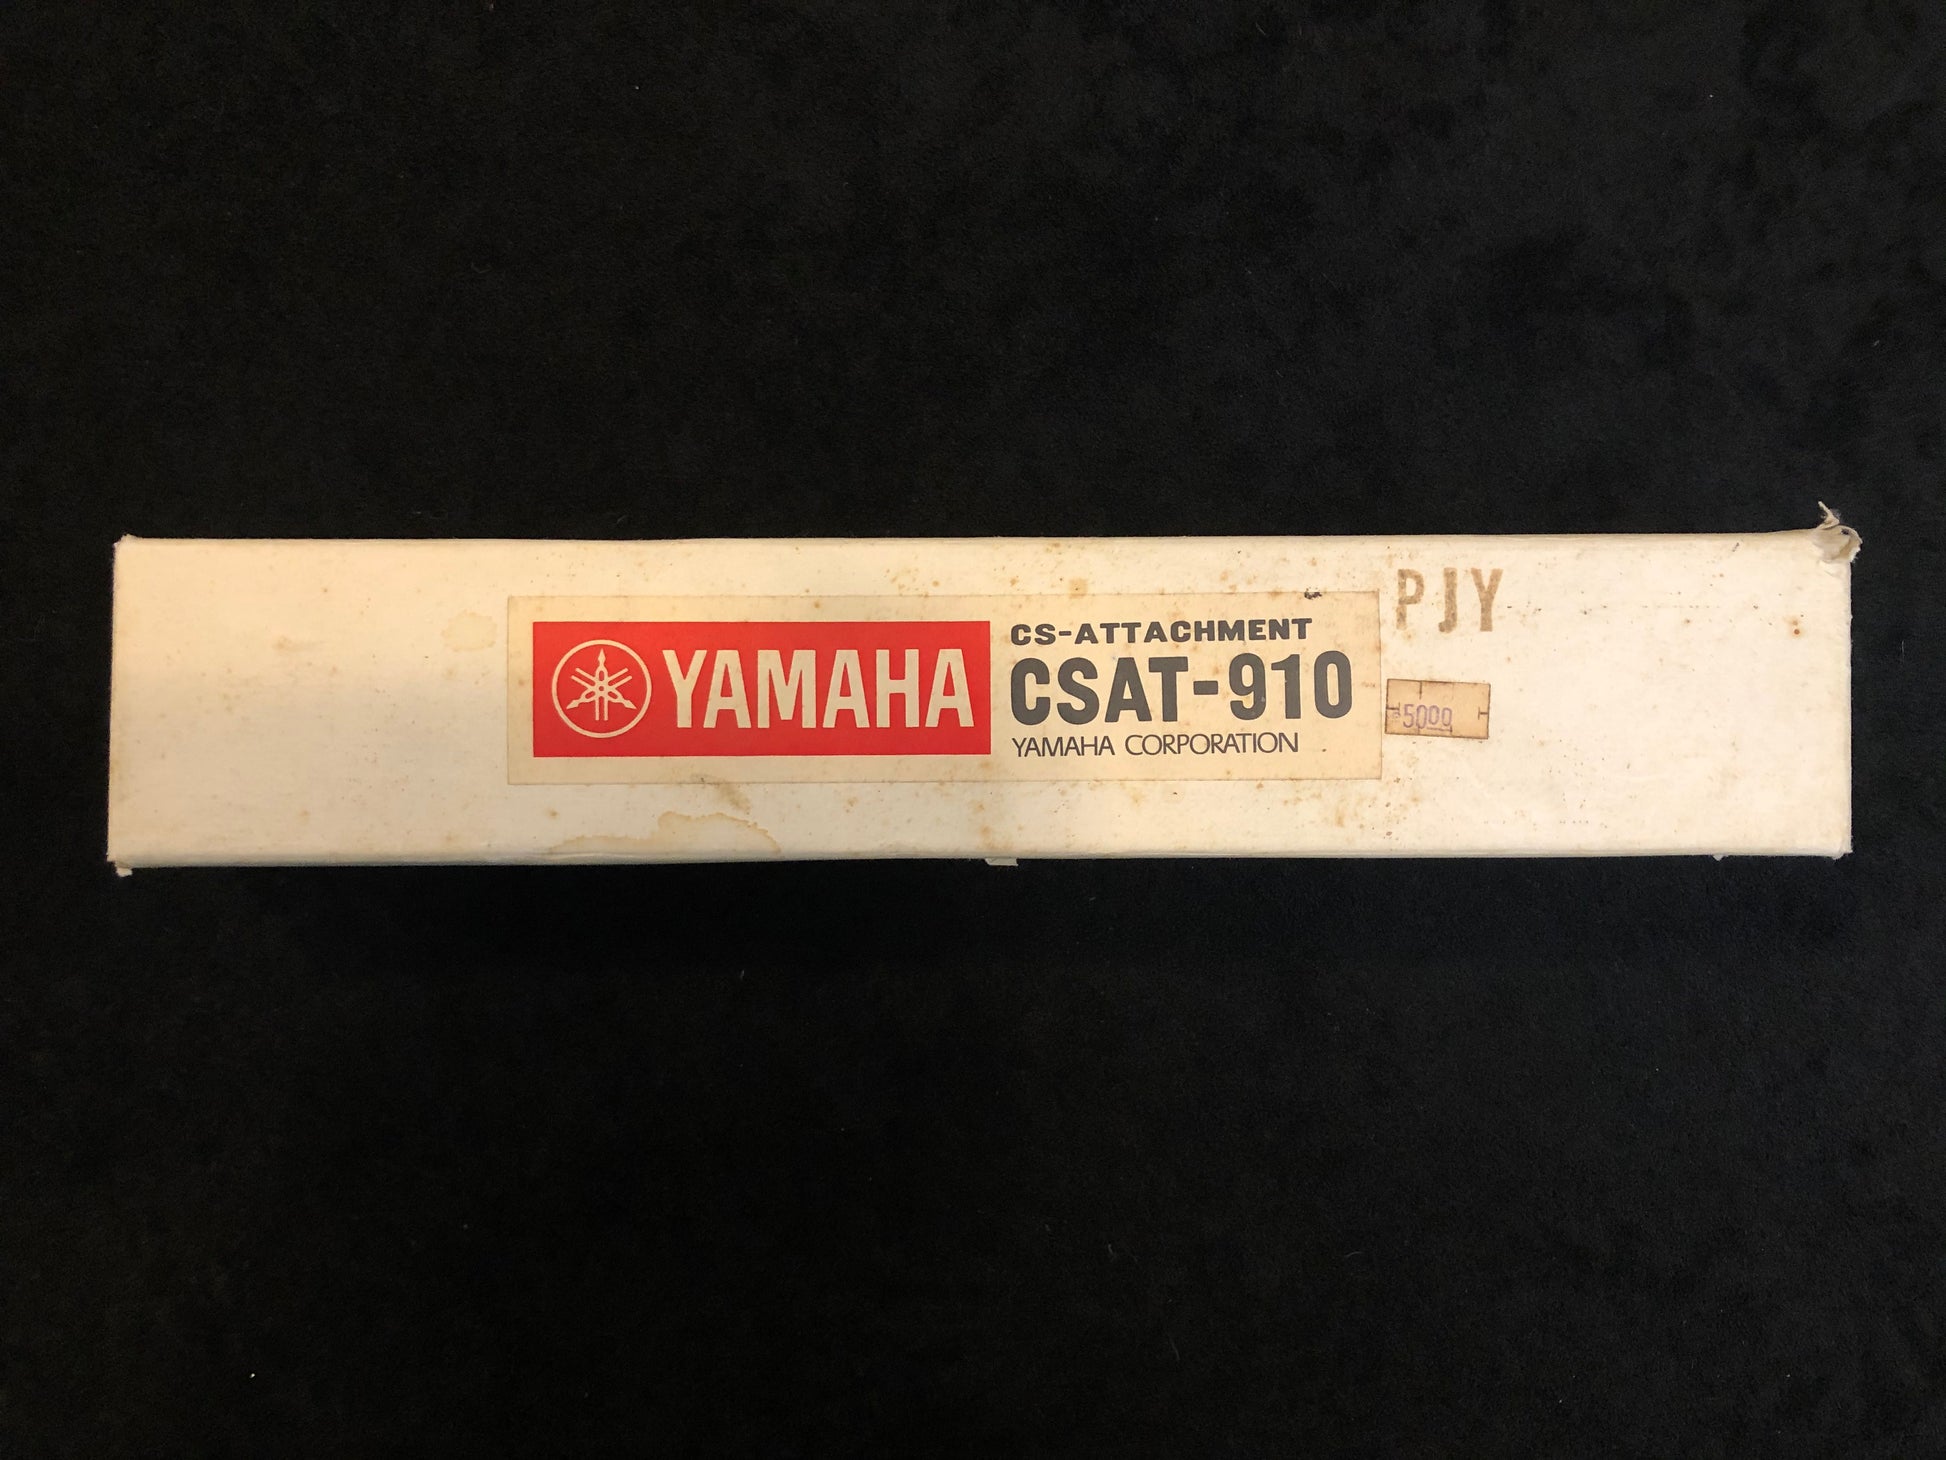 PJY
YAMAHA
CS-ATTACHMENT
CSAT-910
YAMAHA CORPORATION
5000